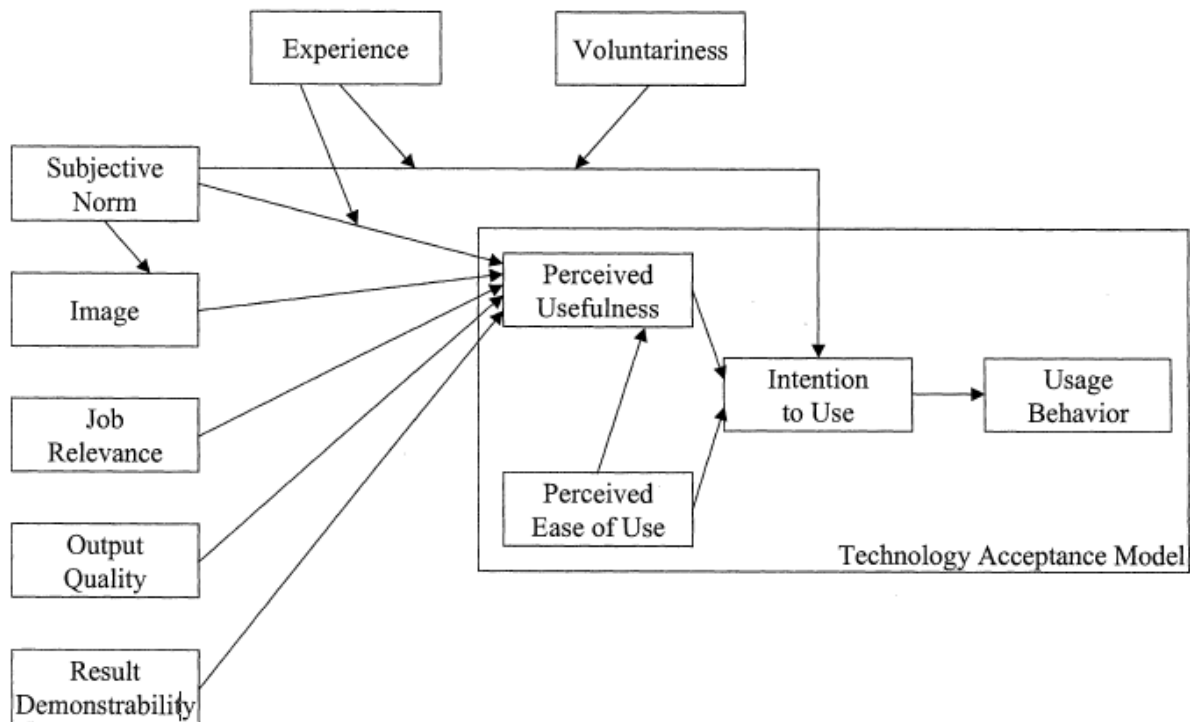 Experience
Voluntariness
Subjective
Norm
Image
Job
Relevance
Output
Quality
Result
Demonstrability
Perceived
Usefulness
Perceived
Ease of Use
Intention
to Use
Usage
Behavior
Technology Acceptance Model